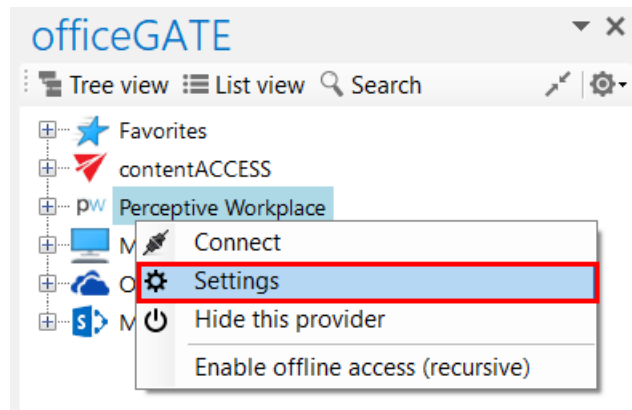 officeGATE
Tree view List view Search
Favorites
contentACCESS
pw Perceptive Workplace
M Connect
O Settings
M Hide this provider
Enable offline access (recursive)